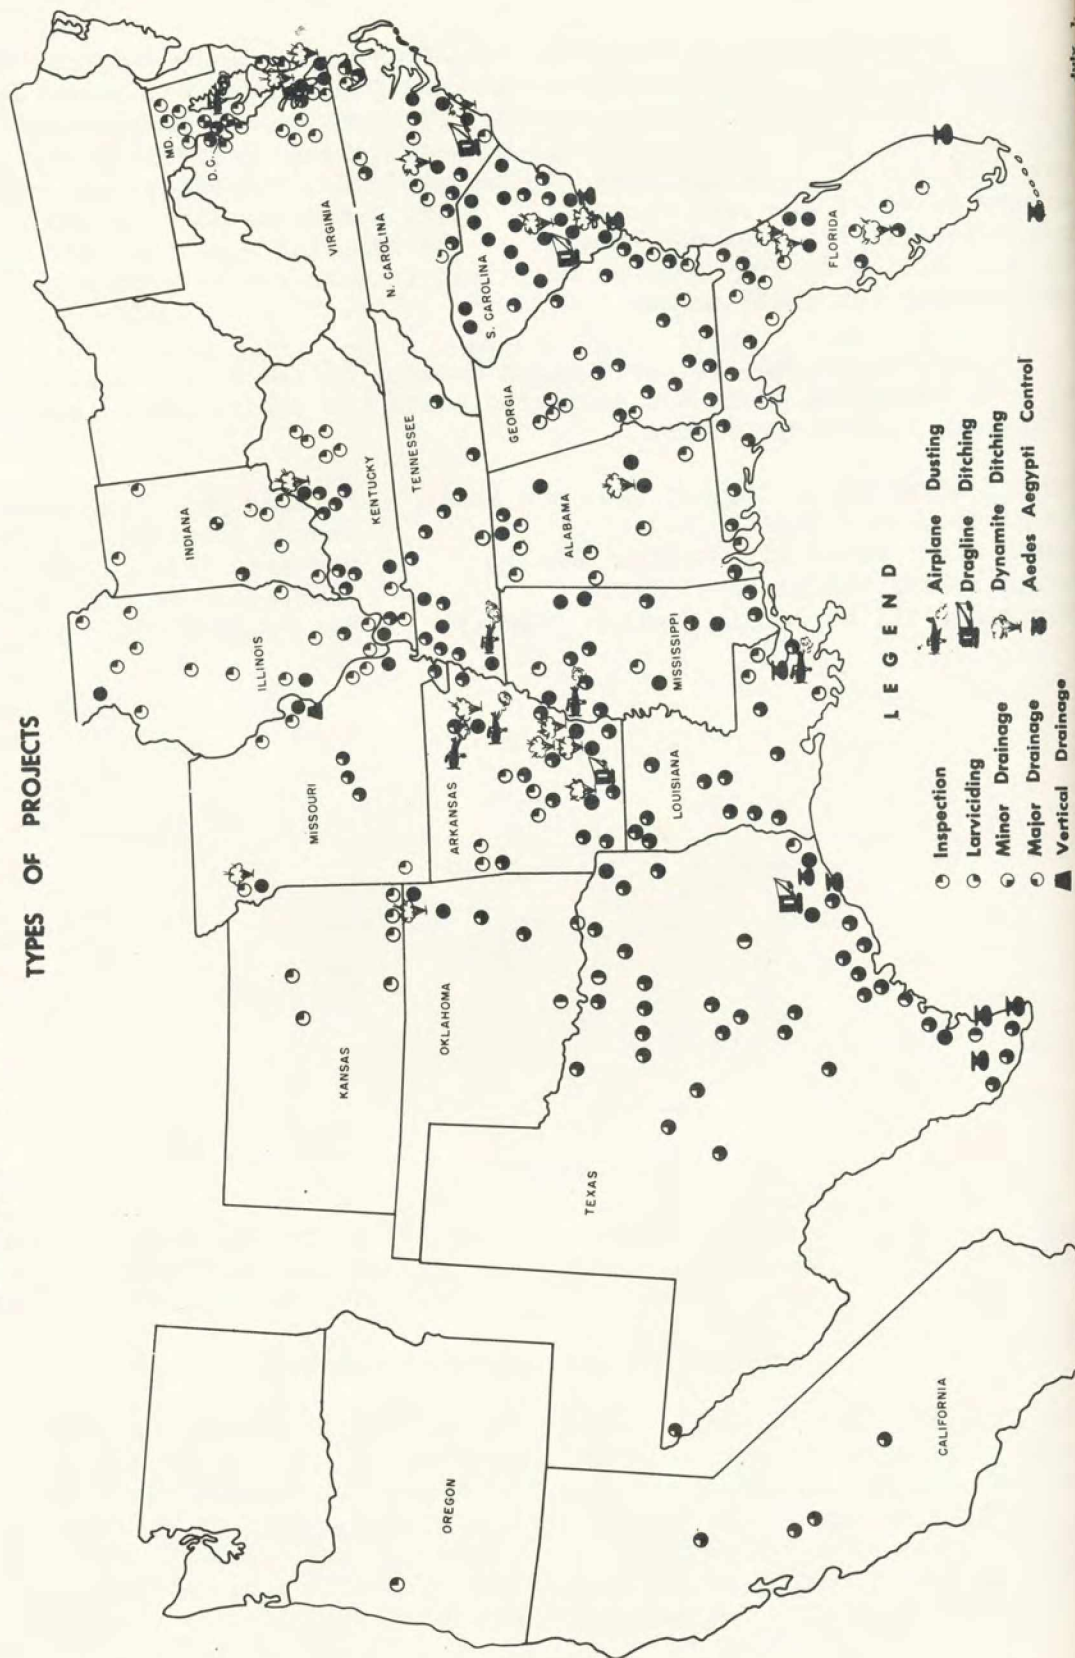 TYPES OF PROJECTS
MD.
D. C.
VIRGINIA
N. CAROLINA
S. CAROLINA
FLORIDA
GEORGIA
KENTUCKY
TENNESSEE
ALABAMA
INDIANA
ILLINOIS
MISSISSIPPI
MISSOURI
ARKANSAS
LOUISIANA
KANSAS
OKLAHOMA
TEXAS
OREGON
CALIFORNIA
LEGEND
Inspection
Larviciding
Minor Drainage
Major Drainage
Vertical Drainage
Airplane Dusting
Dragline Ditching
Dynamite Ditching
Aedes Aegypti Control